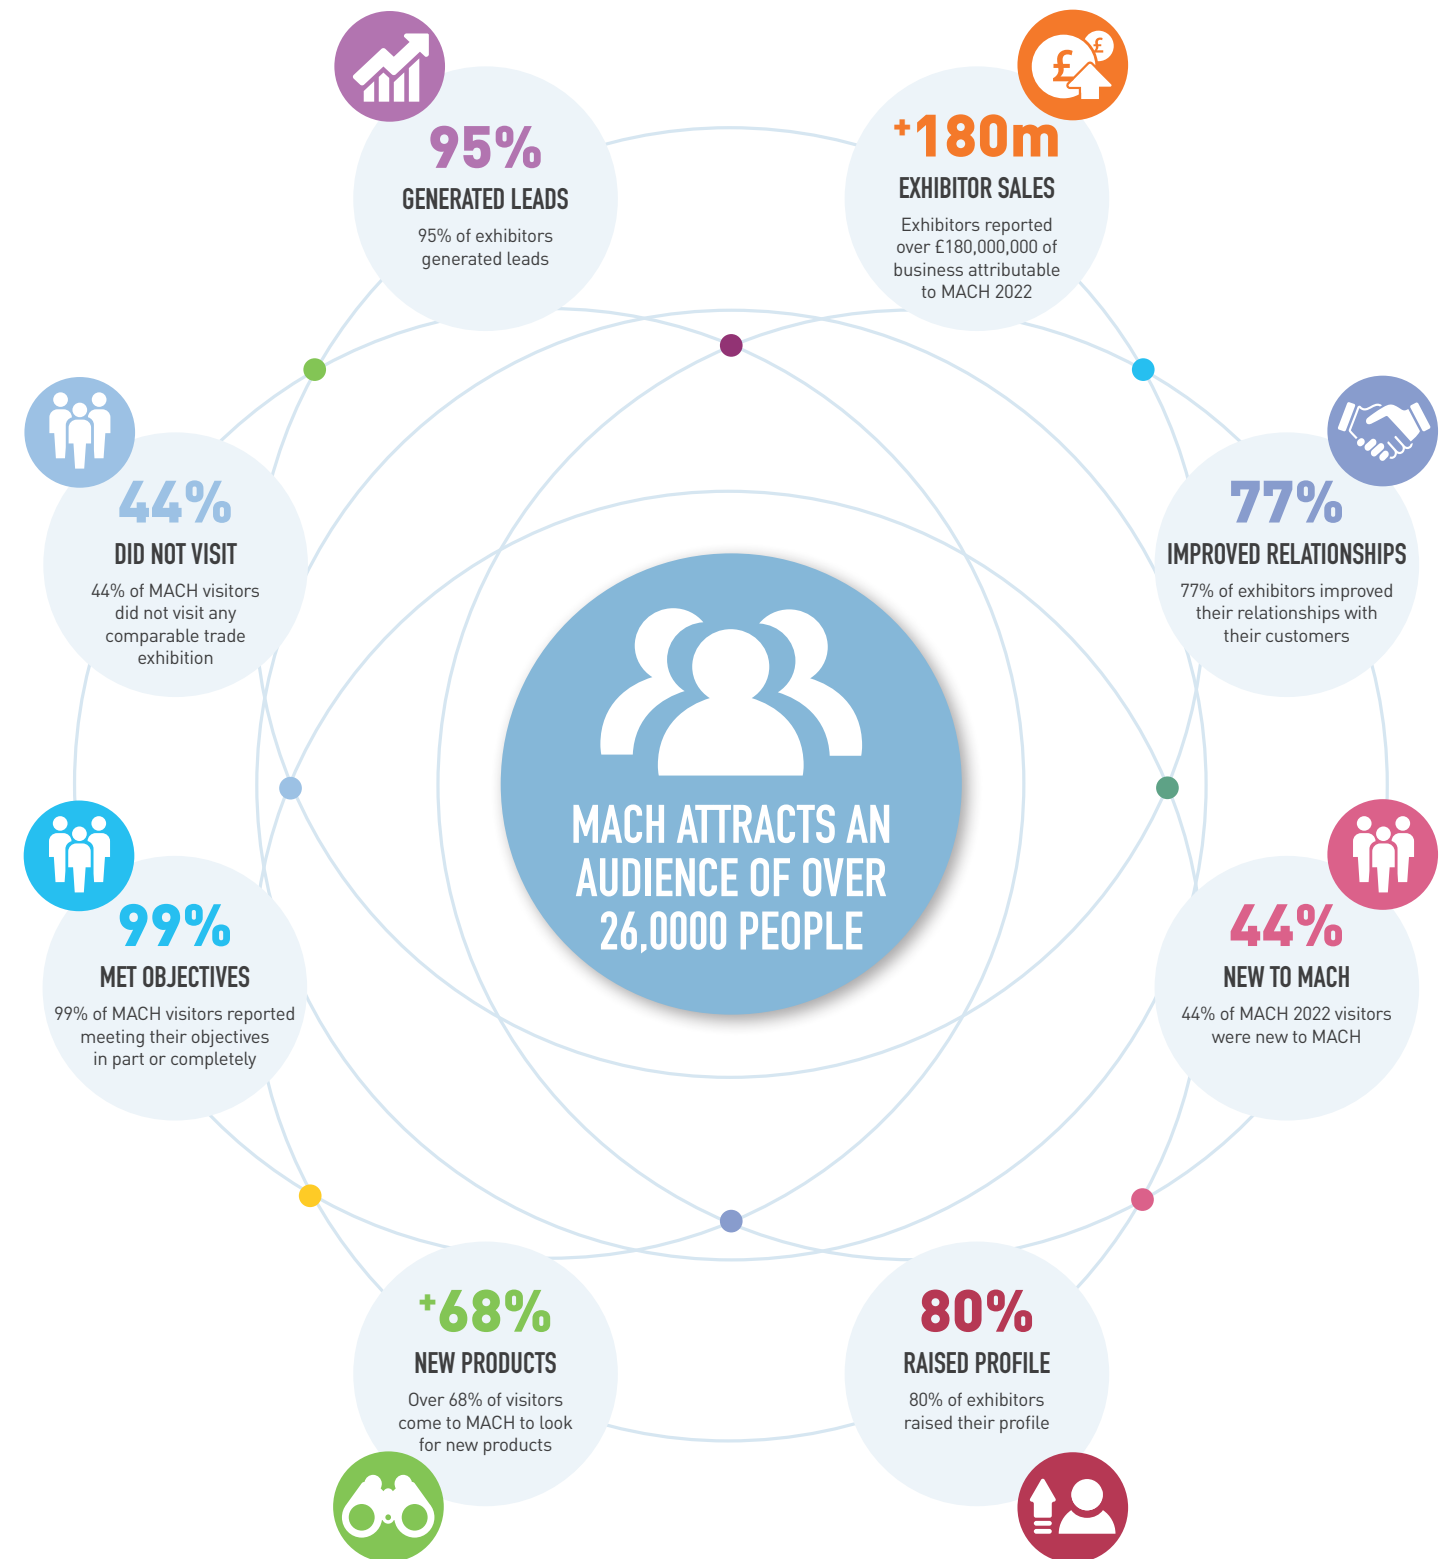 95%
GENERATED LEADS
95% of exhibitors
generated leads
£
£
+180m
EXHIBITOR SALES
Exhibitors reported
over £180,000,000 of
business attributable
to MACH 2022
44%
DID NOT VISIT
44% of MACH visitors
did not visit any
comparable trade
exhibition
77%
IMPROVED RELATIONSHIPS
77% of exhibitors improved
their relationships with
their customers
MACH ATTRACTS AN
AUDIENCE OF OVER
26,0000 PEOPLE
99%
MET OBJECTIVES
99% of MACH visitors reported
meeting their objectives
in part or completely
44%
NEW TO MACH
44% of MACH 2022 visitors
were new to MACH
+68%
NEW PRODUCTS
Over 68% of visitors
come to MACH to look
for new products
80%
RAISED PROFILE
80% of exhibitors
raised their profile